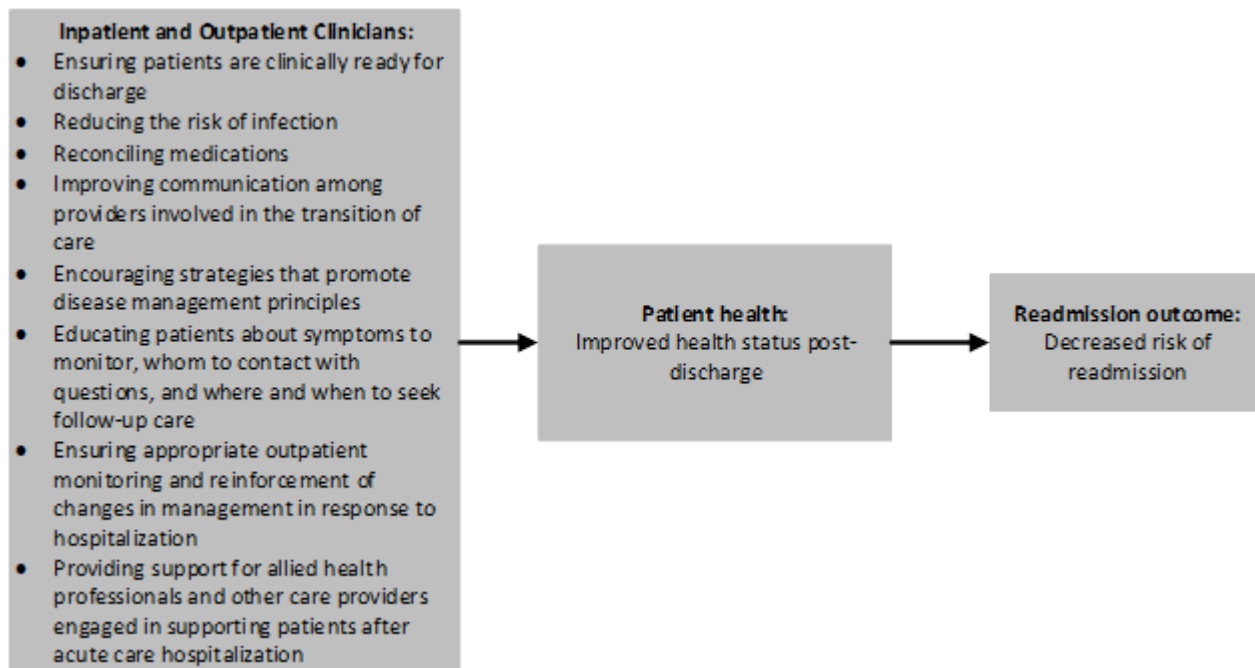 Inpatient and Outpatient Clinicians:
● Ensuring patients are clinically ready for
discharge
● Reducing the risk of infection
● Reconciling medications
● Improving communication among
providers involved in the transition of
care
● Encouraging strategies that promote
disease management principles
● Educating patients about symptoms to
monitor, whom to contact with
questions, and where and when to seek
follow-up care
● Ensuring appropriate outpatient
monitoring and reinforcement of
changes in management in response to
hospitalization
● Providing support for allied health
professionals and other care providers
engaged in supporting patients after
acute care hospitalization
Patient health:
Improved health status post-
discharge
Readmission outcome:
Decreased risk of
readmission